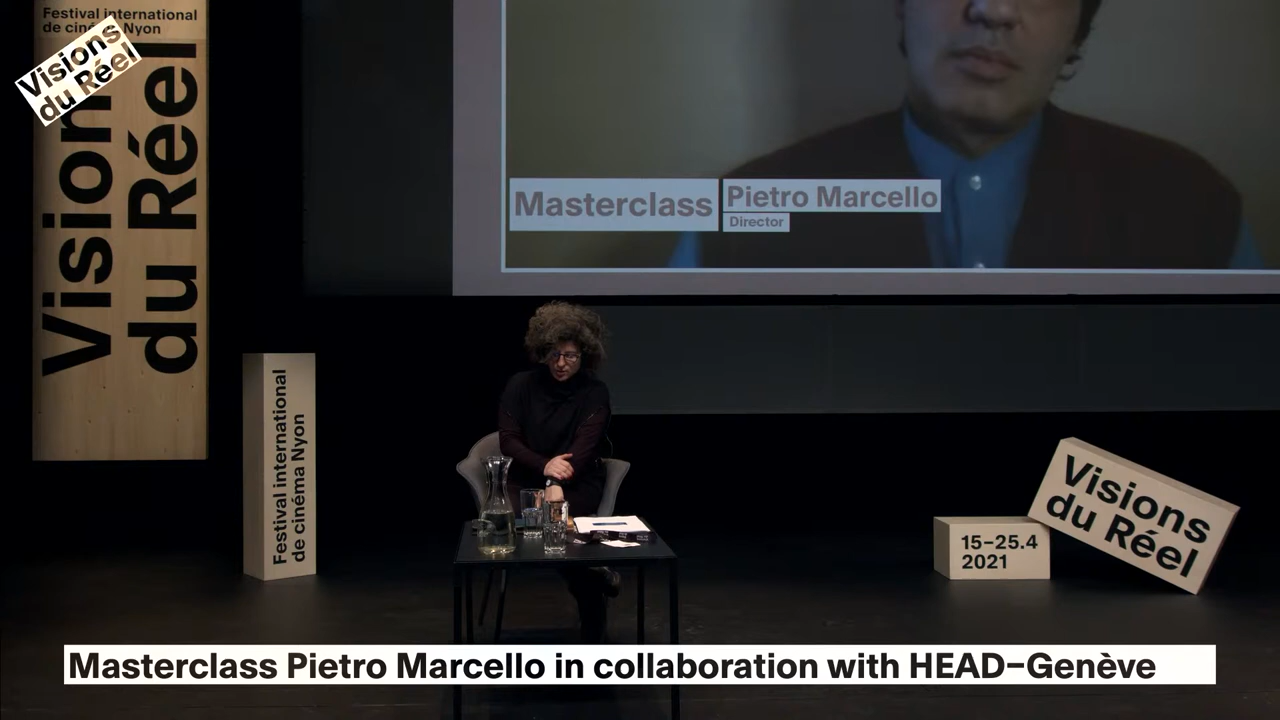 Festival international
de cinéma Nyon
Visions
du Réel
Visions
du Réel
Masterclass
Pietro Marcello
Director
Festival international
de cinéma Nyon
Visions
du Réel
15–25.4
2021
Masterclass Pietro Marcello in collaboration with HEAD–Genève